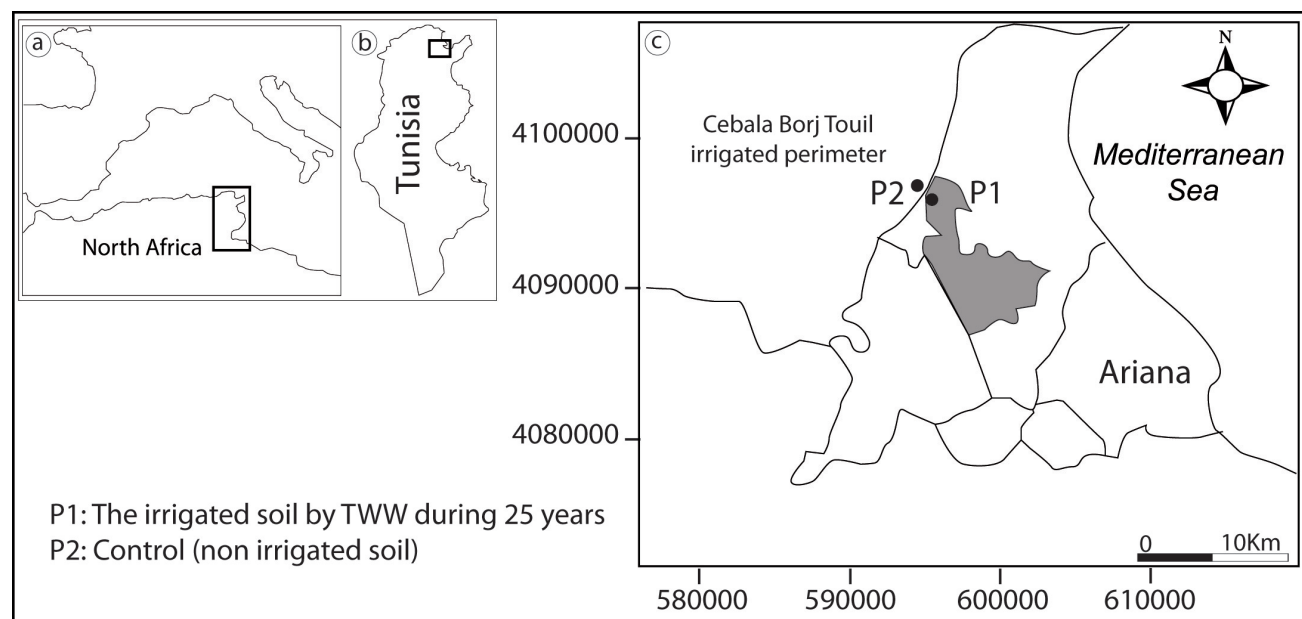 a
b
c
North Africa
Tunisia
N
4100000
4090000
4080000
Cebala Borj Touil
irrigated perimeter
P2
P1
Mediterranean
Sea
Ariana
0 10Km
580000 590000 600000 610000
P1: The irrigated soil by TWW during 25 years
P2: Control (non irrigated soil)